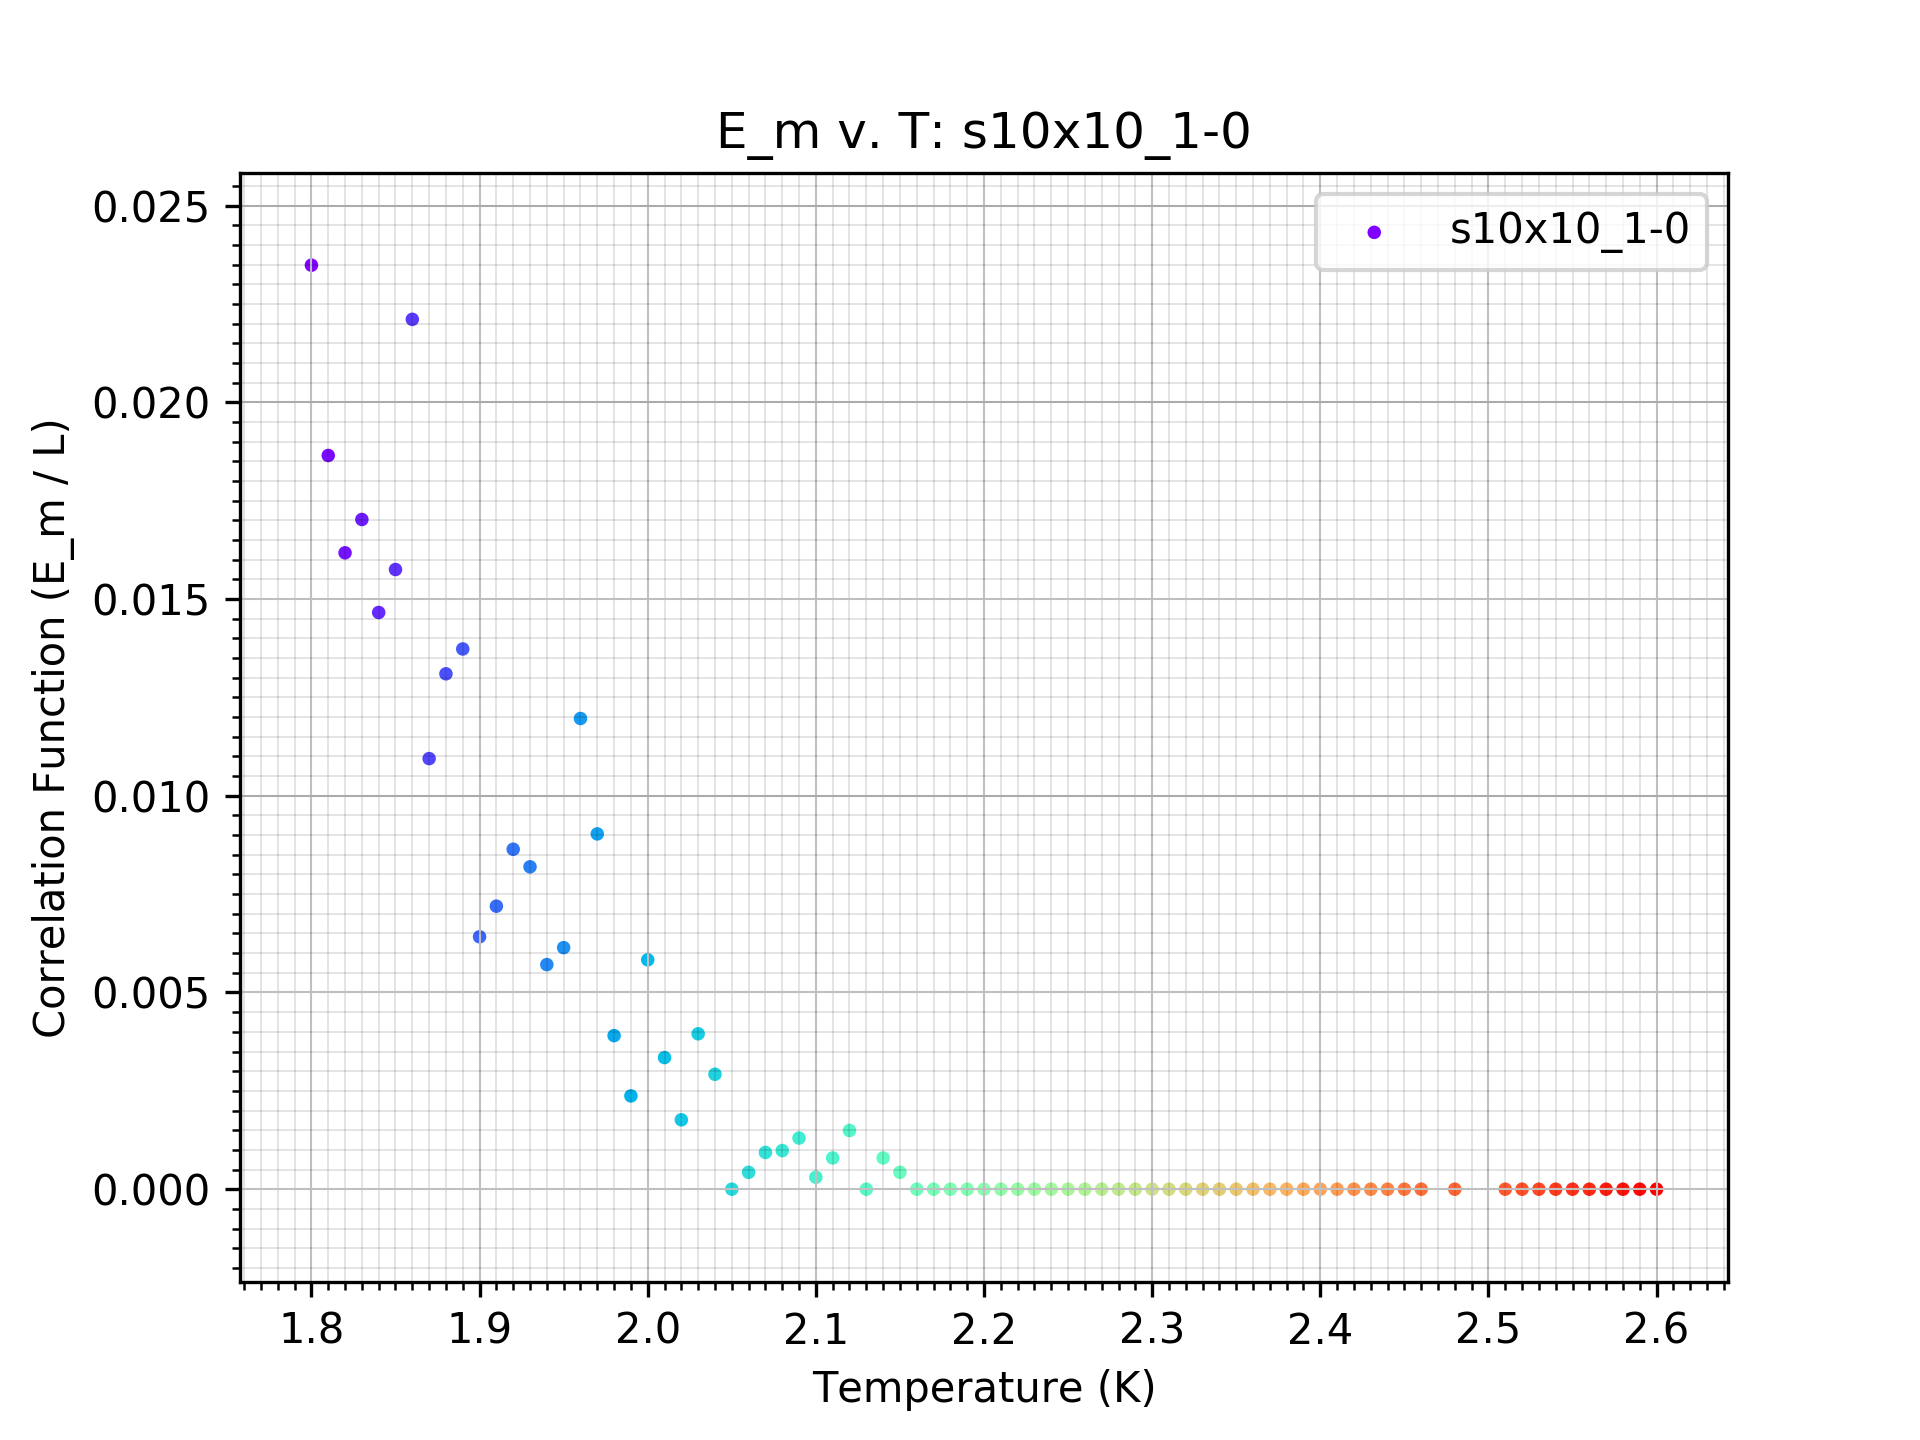 E_m v. T: s10x10_1-0
s10x10_1-0
Correlation Function (E_m / L)
0.025
0.020
0.015
0.010
0.005
0.000
1.8 1.9 2.0 2.1 2.2 2.3 2.4 2.5 2.6
Temperature (K)